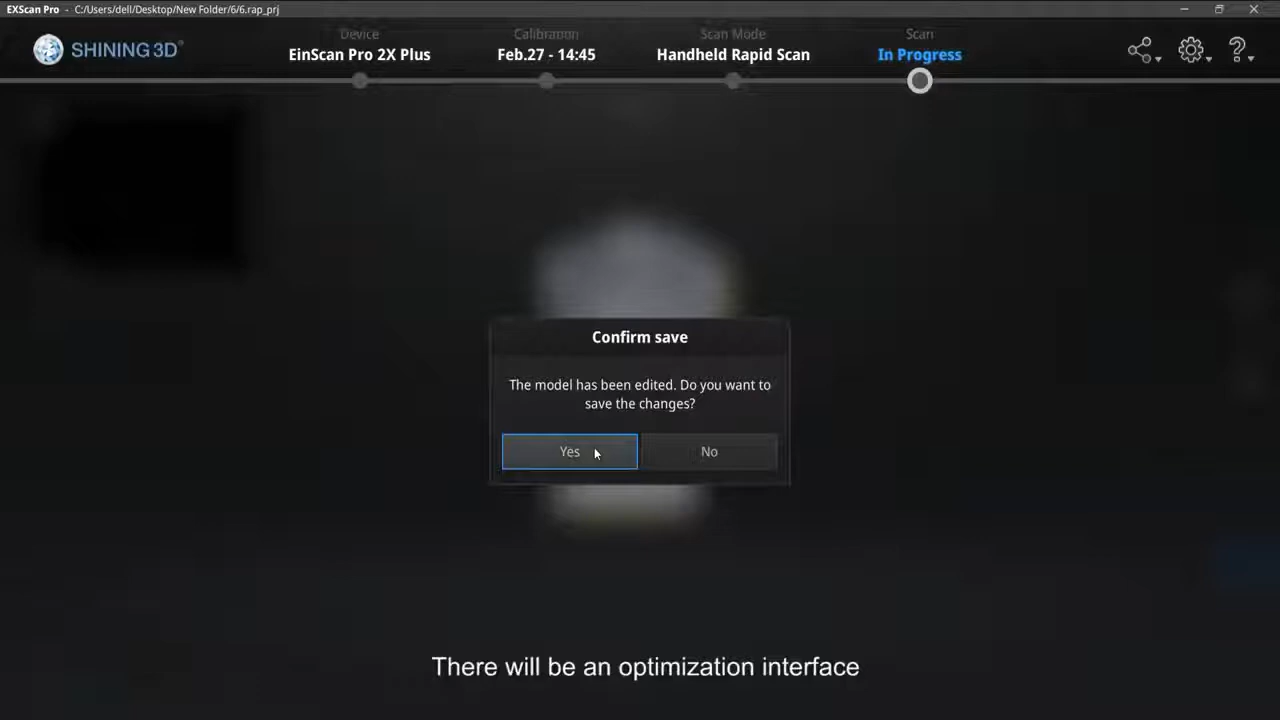 EXScan Pro - C:/Users/dell/Desktop/New Folder/6/6.rap_prj
SHINING 3D®
Device
EinScan Pro 2X Plus
Calibration
Feb.27 - 14:45
Scan Mode
Handheld Rapid Scan
Scan
In Progress
Confirm save
The model has been edited. Do you want to
save the changes?
Yes
No
There will be an optimization interface